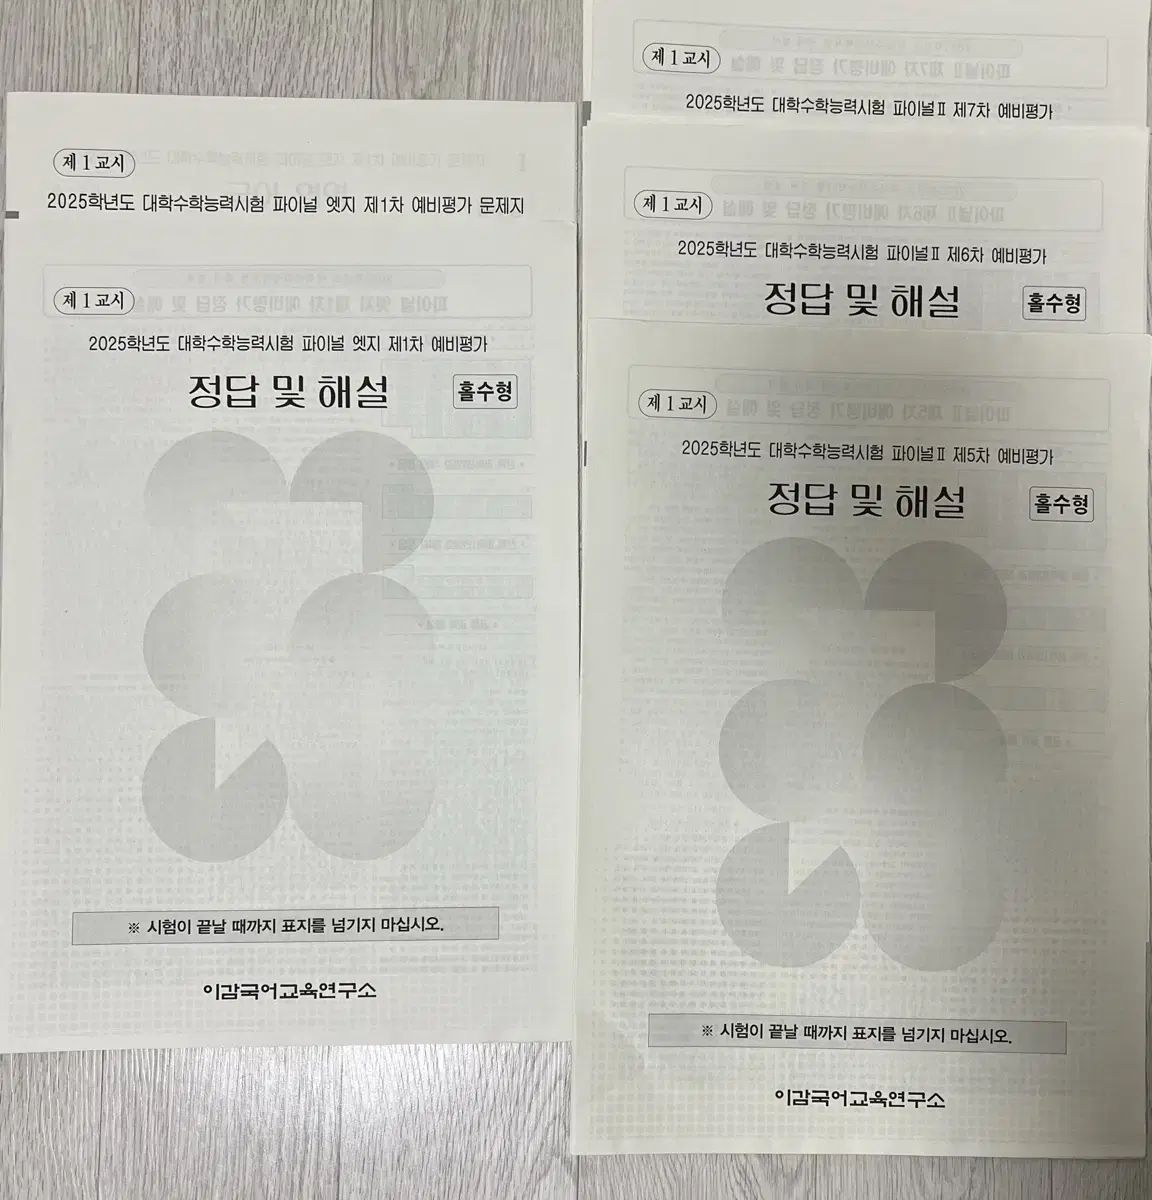 제 1 교시
2025학년도 대학수학능력시험 파이널 엣지 제1차 예비평가 문제지
제 1 교시
2025학년도 대학수학능력시험 파이널 엣지 제1차 예비평가
정답 및 해설 홀수형
※ 시험이 끝날 때까지 표지를 넘기지 마십시오.
이감국어교육연구소
제 1 교시
2025학년도 대학수학능력시험 파이널Ⅱ 제7차 예비평가
제 1 교시
2025학년도 대학수학능력시험 파이널Ⅱ 제6차 예비평가
정답 및 해설 홀수형
제 1 교시
2025학년도 대학수학능력시험 파이널Ⅱ 제5차 예비평가
정답 및 해설 홀수형
※ 시험이 끝날 때까지 표지를 넘기지 마십시오.
이감국어교육연구소